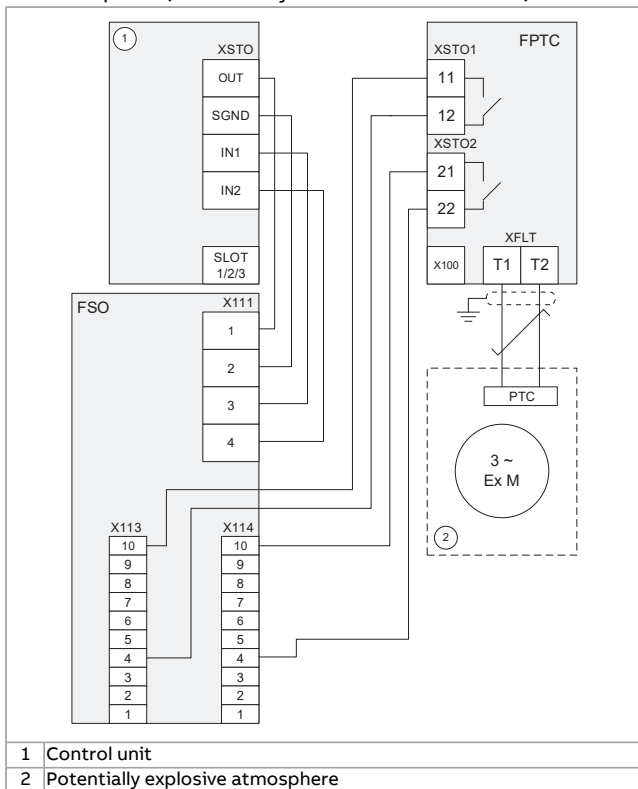 1
XSTO
OUT
SGND
IN1
IN2
SLOT
1/2/3
FPTC
XSTO1
11
12
XSTO2
21
22
XFLT
X100
T1
T2
PTC
3 ~
Ex M
2
FSO
X111
1
2
3
4
X113
10
9
8
7
6
5
4
3
2
1
X114
10
9
8
7
6
5
4
3
2
1
1 Control unit
2 Potentially explosive atmosphere